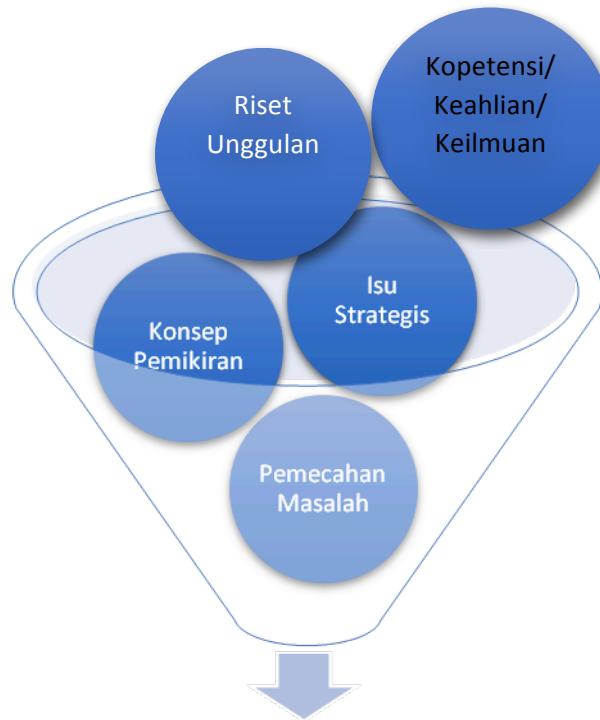 Riset
Unggulan
Kopetensi/
Keahlian/
Keilmuan
Isu
Strategis
Konsep
Pemikiran
Pemecahan
Masalah